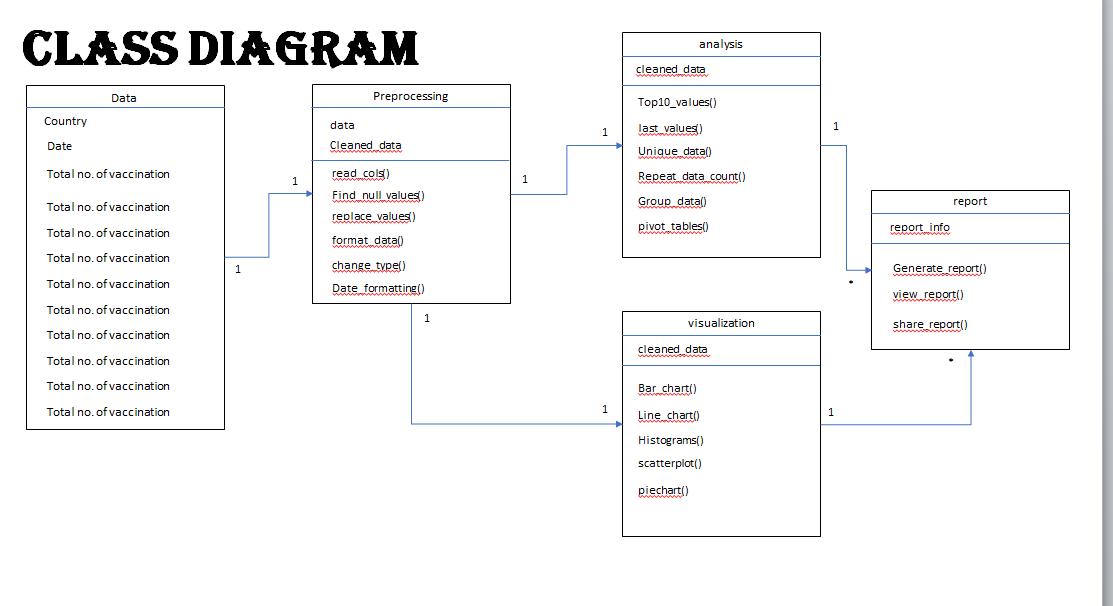 CLASS DIAGRAM
Data
Country
Date
Total no. of vaccination
Total no. of vaccination
Total no. of vaccination
Total no. of vaccination
Total no. of vaccination
Total no. of vaccination
Total no. of vaccination
Total no. of vaccination
Total no. of vaccination
Total no. of vaccination
1
1
Preprocessing
data
Cleaned_data
read_cols()
Find_null_values()
replace_values()
format_data()
change_type()
Date_formatting()
1
1
1
1
analysis
cleaned_data
Top10_values()
last_values()
Unique_data()
Repeat_data_count()
Group_data()
pivot_tables()
1
*
visualization
cleaned_data
Bar_chart()
Line_chart()
Histograms()
scatterplot()
piechart()
1
*
report
report_info
Generate_report()
view_report()
share_report()